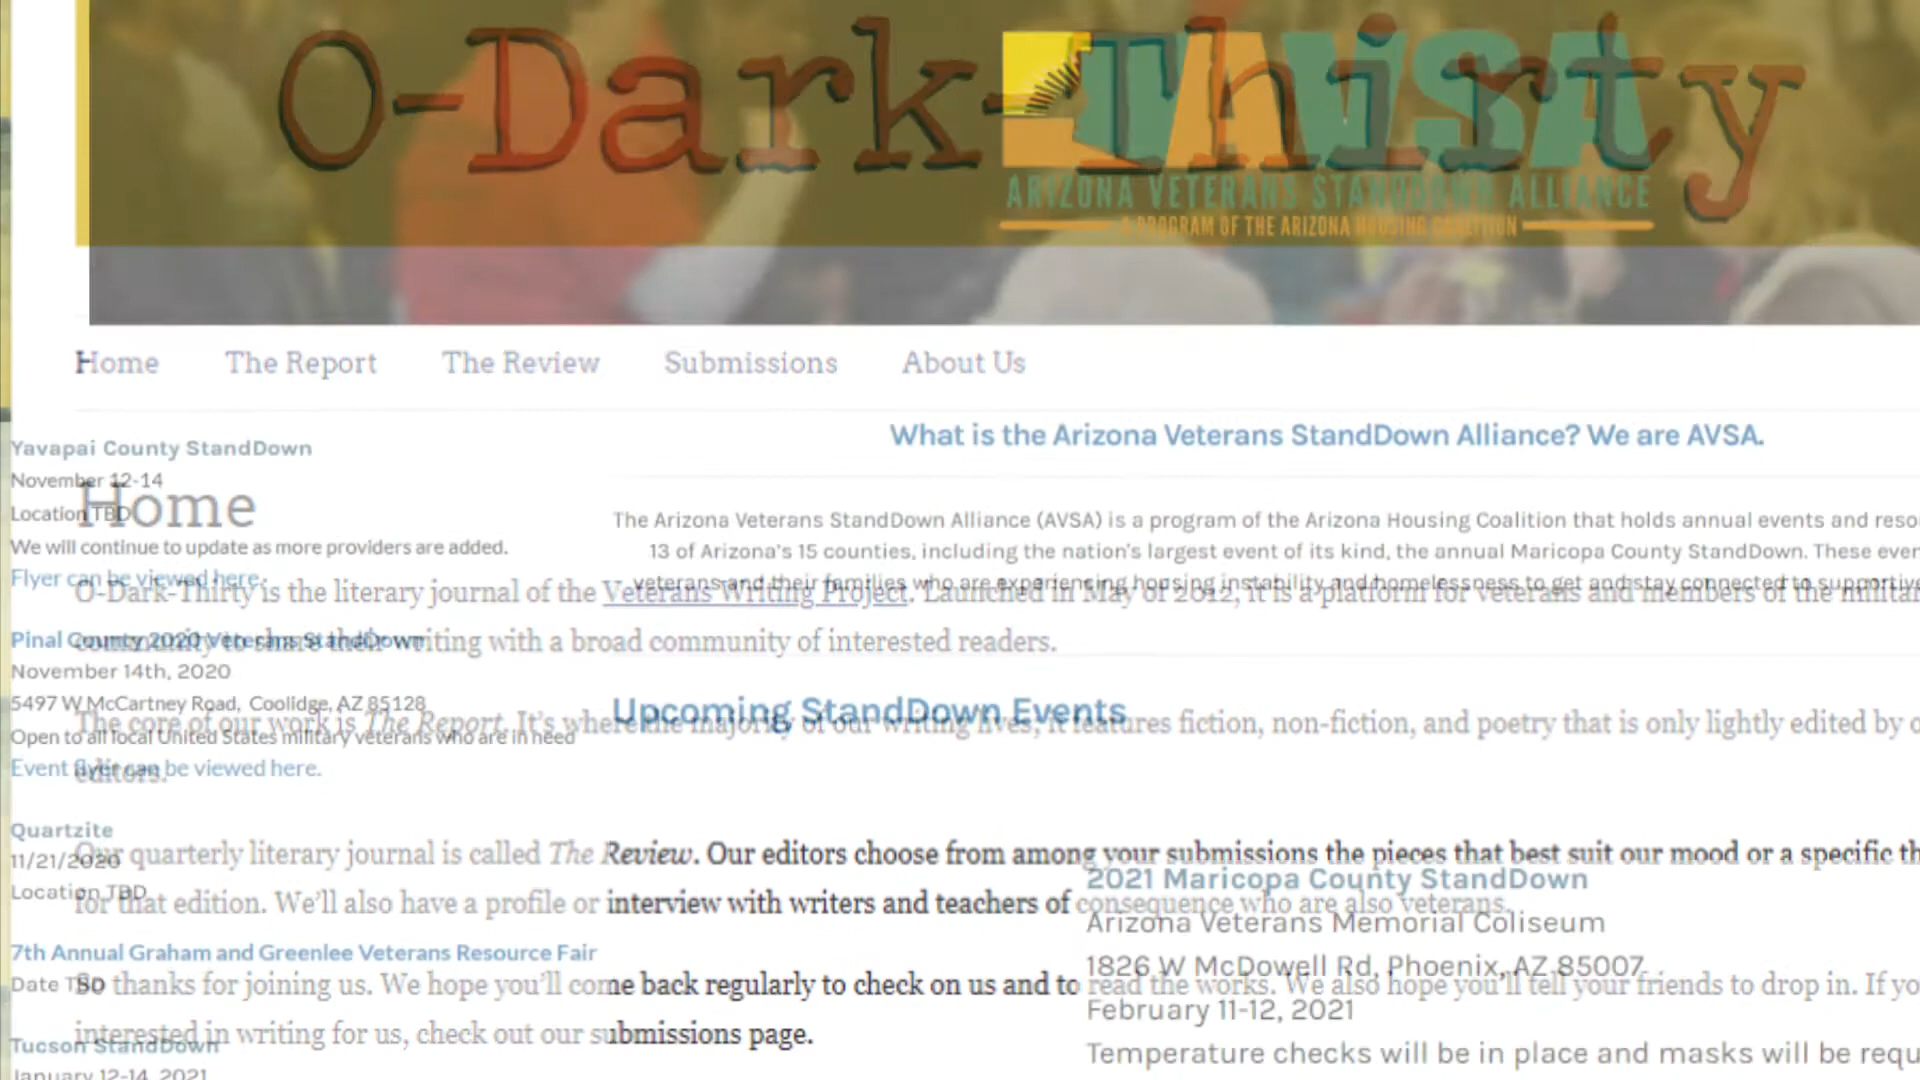 O-Dark-Thirty
TAVSA
ARIZONA VETERANS STANDDOWN ALLIANCE
A PROGRAM OF THE ARIZONA HOUSING COALITION
Home The Report The Review Submissions About Us
What is the Arizona Veterans StandDown Alliance? We are AVSA.
The Arizona Veterans StandDown Alliance (AVSA) is a program of the Arizona Housing Coalition that holds annual events and reso
13 of Arizona's 15 counties, including the nation's largest event of its kind, the annual Maricopa County StandDown. These even
veterans and their families who are experiencing housing instability and homelessness to get and stay connected to supportive
Upcoming StandDown Events
Yavapai County StandDown
November 12-14
Location TBD
We will continue to update as more providers are added.
Flyer can be viewed here.
Pinal County 2020 Veterans StandDown
November 14th, 2020
5497 W McCartney Road, Coolidge, AZ 85128
Open to all local United States military veterans who are in need
Event flyer can be viewed here.
Quartzite
11/21/2020
Location TBD
7th Annual Graham and Greenlee Veterans Resource Fair
Date TBD
Tucson StandDown
January 12-14, 2021
2021 Maricopa County StandDown
Arizona Veterans Memorial Coliseum
1826 W McDowell Rd, Phoenix, AZ 85007
February 11-12, 2021
Temperature checks will be in place and masks will be requ
Home
O-Dark-Thirty is the literary journal of the Veterans Writing Project. Launched in May of 2012, it is a platform for veterans and members of the militar
community to share their writing with a broad community of interested readers.
The core of our work is The Report. It's where the majority of our writing lives; it features fiction, non-fiction, and poetry that is only lightly edited by o
editors.
Our quarterly literary journal is called The Review. Our editors choose from among your submissions the pieces that best suit our mood or a specific th
for that edition. We'll also have a profile or interview with writers and teachers of consequence who are also veterans.
So thanks for joining us. We hope you'll come back regularly to check on us and to read the works. We also hope you'll tell your friends to drop in. If yo
interested in writing for us, check out our submissions page.